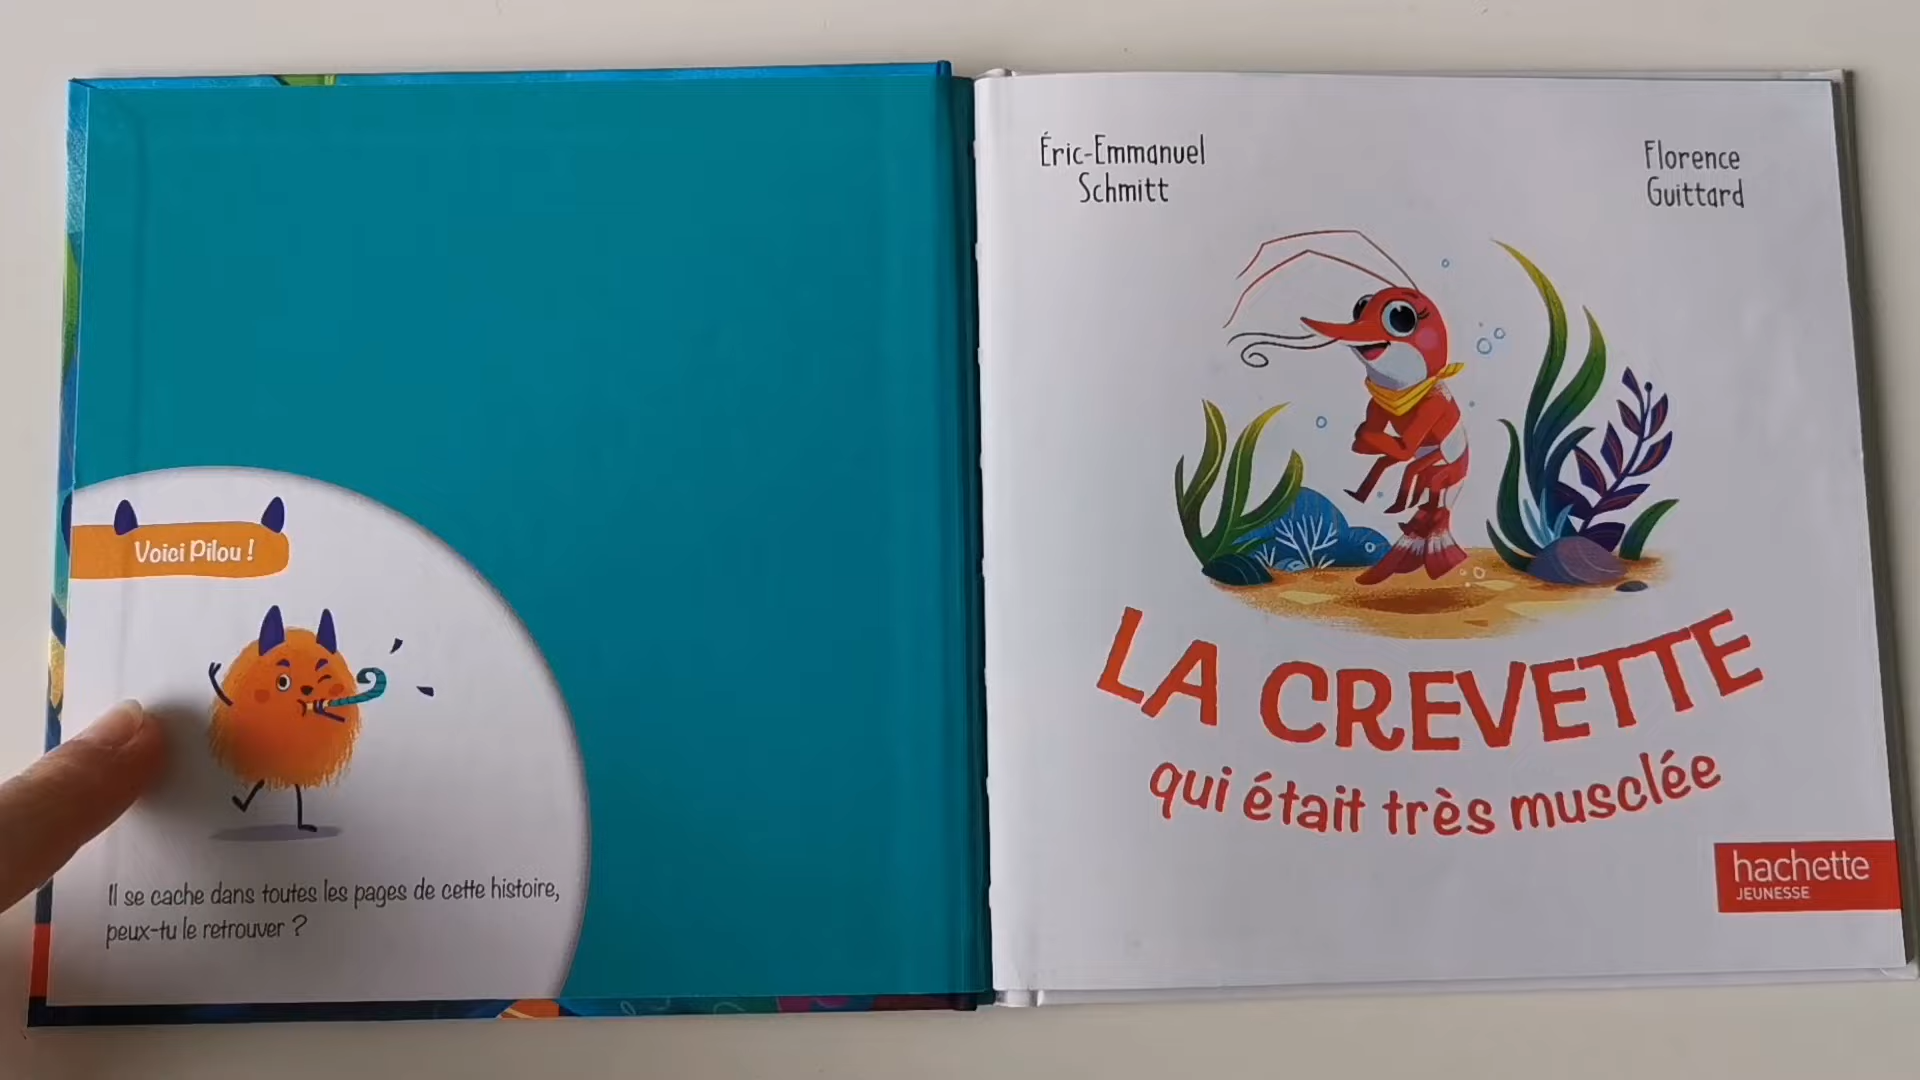 Voici Pilou !
Il se cache dans toutes les pages de cette histoire,
peux-tu le retrouver ?
Éric-Emmanuel
Schmitt
Florence
Guittard
LA CREVETTE
qui était très musclée
hachette
JEUNESSE